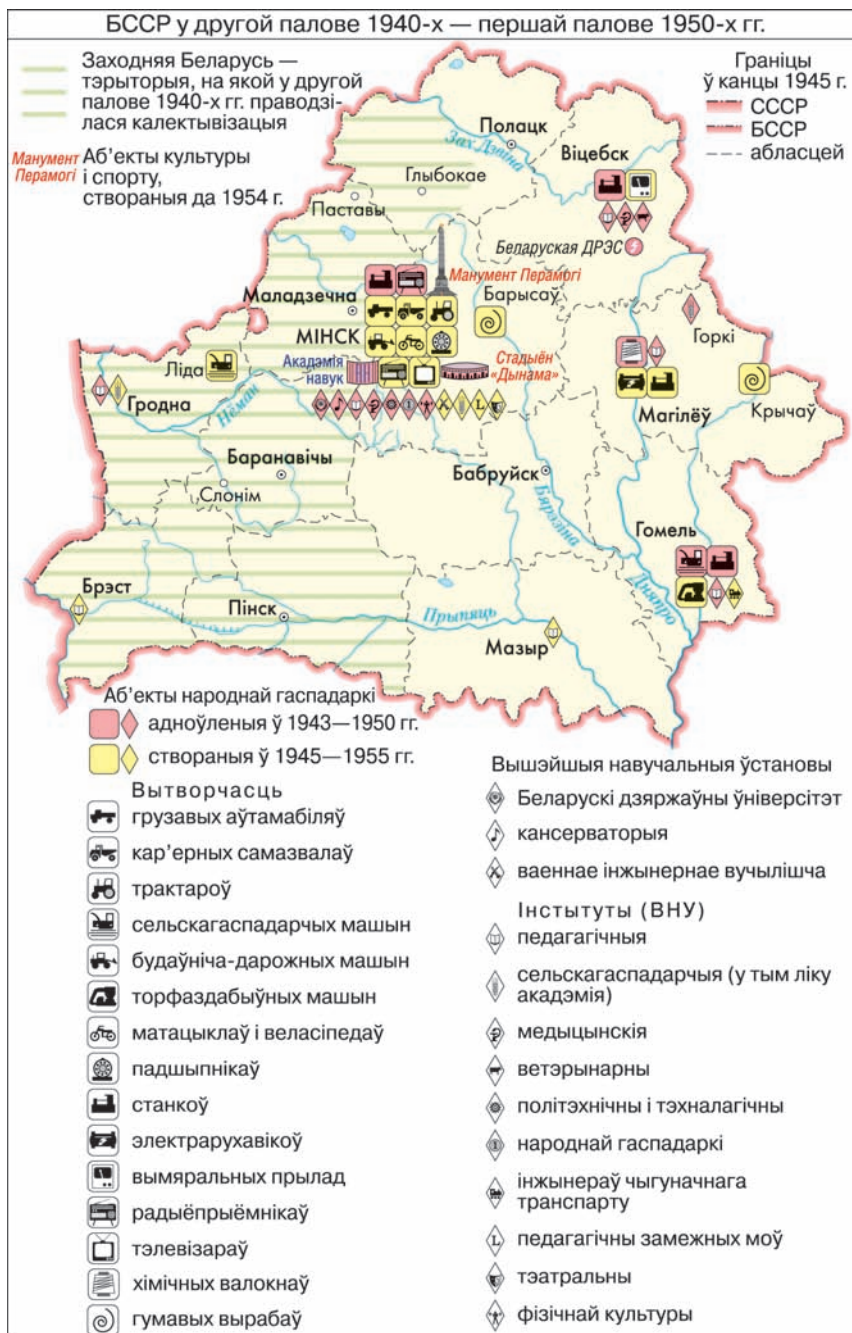 БССР у другой палове 1940-х — першай палове 1950-х гг.
Заходняя Беларусь —
тэрыторыя, на якой у другой
палове 1940-х гг. праводзі-
лася калектывізацыя
Манумент
Перамогі
Аб'екты культуры
і спорту,
створаныя да 1954 г.
Граніцы
ў канцы 1945 г.
СССР
БССР
абласцей
Полацк
Зах. Дзвіна
Віцебск
Глыбокае
Паставы
Беларуская ДРЭС
Манумент Перамогі
Маладзечна
Барысаў
МІНСК
Горкі
Ліда
Акадэмія
навук
Стадыён
«Дынама»
Гродна
Нёман
Магілёў
Крычаў
Баранавічы
Слонім
Бабруйск
Бярэзіна
Гомель
Дняпро
Брэст
Пінск
Прыпяць
Мазыр
Аб'екты народнай гаспадаркі
адноўленыя ў 1943—1950 гг.
створаныя ў 1945—1955 гг.
Вытворчасць
грузавых аўтамабіляў
кар'ерных самазвалаў
трактароў
сельскагаспадарчых машын
будаўніча-дарожных машын
торфаздабыўных машын
матацыклаў і веласіпедаў
падшыпнікаў
станкоў
электрарухавікоў
вымяральных прылад
радыёпрыёмнікаў
тэлевізараў
хімічных валокнаў
гумавых вырабаў
Вышэйшыя навучальныя ўстановы
Беларускі дзяржаўны ўніверсітэт
кансерваторыя
ваеннае інжынернае вучылішча
Інстытуты (ВНУ)
педагагічныя
сельскагаспадарчыя (у тым ліку
акадэмія)
медыцынскія
ветэрынарны
політэхнічны і тэхналагічны
народнай гаспадаркі
інжынераў чыгуначнага
транспарту
L педагагічны замежных моў
тэатральны
фізічнай культуры